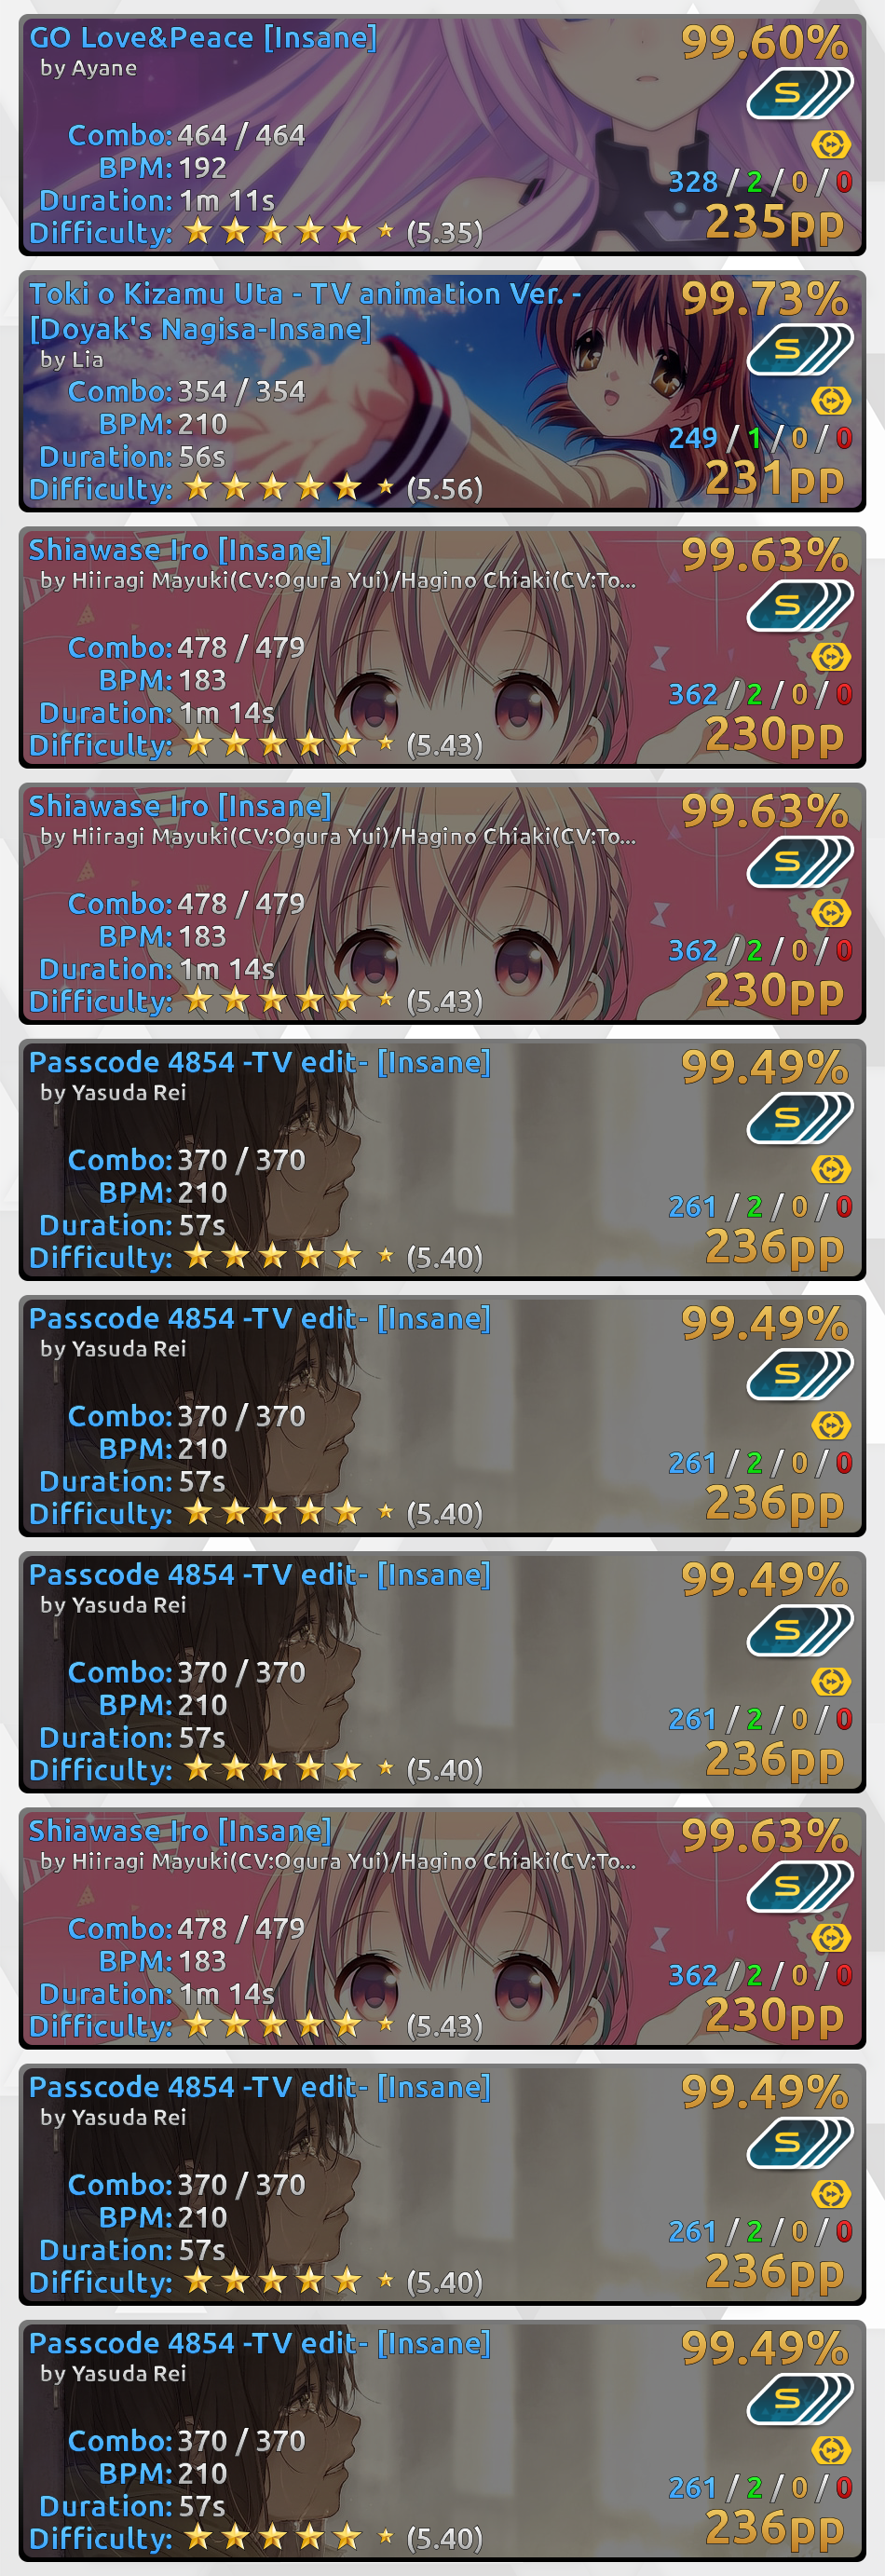 GO Love&Peace [Insane]
by Ayane
Combo: 464 / 464
BPM: 192
Duration: 1m 11s
Difficulty: (5.35)
99.60%
S
328 / 2 / 0 / 0
235pp
Toki o Kizamu Uta - TV animation Ver. -
[Doyak's Nagisa-Insane]
by Lia
Combo: 354 / 354
BPM: 210
Duration: 56s
Difficulty: (5.56)
99.73%
S
249 / 1 / 0 / 0
231pp
Shiawase Iro [Insane]
by Hiiragi Mayuki(CV:Ogura Yui)/Hagino Chiaki(CV:To...
Combo: 478 / 479
BPM: 183
Duration: 1m 14s
Difficulty: (5.43)
99.63%
S
362 / 2 / 0 / 0
230pp
Shiawase Iro [Insane]
by Hiiragi Mayuki(CV:Ogura Yui)/Hagino Chiaki(CV:To...
Combo: 478 / 479
BPM: 183
Duration: 1m 14s
Difficulty: (5.43)
99.63%
S
362 / 2 / 0 / 0
230pp
Passcode 4854 -TV edit- [Insane]
by Yasuda Rei
Combo: 370 / 370
BPM: 210
Duration: 57s
Difficulty: (5.40)
99.49%
S
261 / 2 / 0 / 0
236pp
Passcode 4854 -TV edit- [Insane]
by Yasuda Rei
Combo: 370 / 370
BPM: 210
Duration: 57s
Difficulty: (5.40)
99.49%
S
261 / 2 / 0 / 0
236pp
Passcode 4854 -TV edit- [Insane]
by Yasuda Rei
Combo: 370 / 370
BPM: 210
Duration: 57s
Difficulty: (5.40)
99.49%
S
261 / 2 / 0 / 0
236pp
Shiawase Iro [Insane]
by Hiiragi Mayuki(CV:Ogura Yui)/Hagino Chiaki(CV:To...
Combo: 478 / 479
BPM: 183
Duration: 1m 14s
Difficulty: (5.43)
99.63%
S
362 / 2 / 0 / 0
230pp
Passcode 4854 -TV edit- [Insane]
by Yasuda Rei
Combo: 370 / 370
BPM: 210
Duration: 57s
Difficulty: (5.40)
99.49%
S
261 / 2 / 0 / 0
236pp
Passcode 4854 -TV edit- [Insane]
by Yasuda Rei
Combo: 370 / 370
BPM: 210
Duration: 57s
Difficulty: (5.40)
99.49%
S
261 / 2 / 0 / 0
236pp